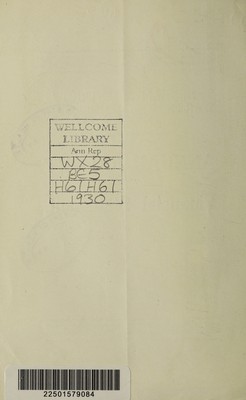 WELLCOME
LIBRARY
Ann Rep
WX28
.BE5
H61H61
1930
22501579084